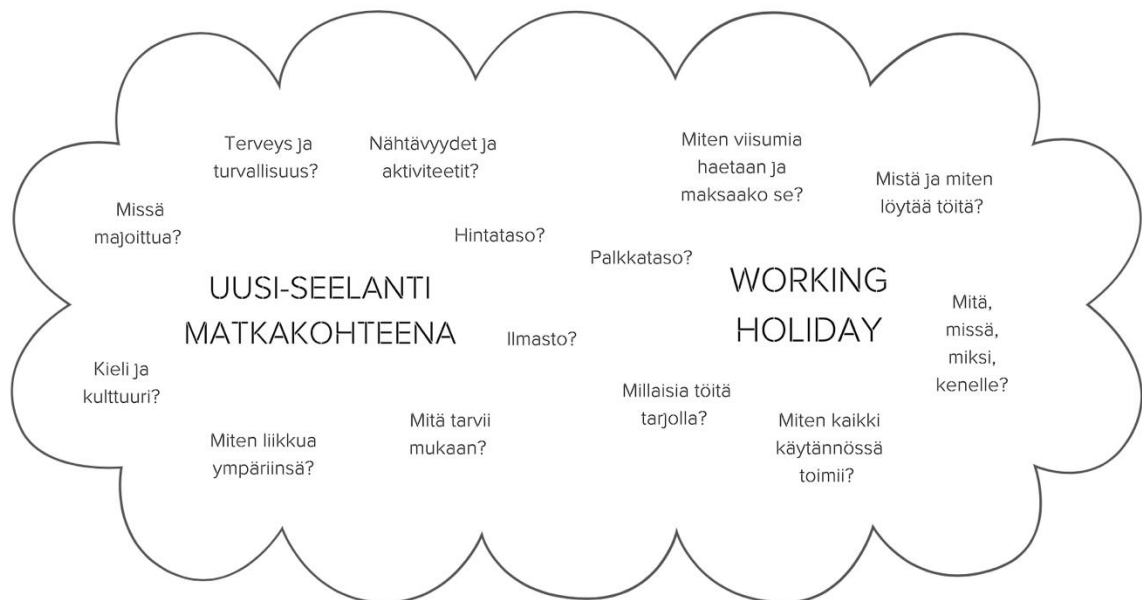 Terveys ja
turvallisuus?
Nähtävyydet ja
aktiviteetit?
Missä
majoittua?
Hintataso?
UUSI-SEELANTI
MATKAKOHTEENA
Ilmasto?
Kieli ja
kulttuuri?
Miten liikkua
ympäriinsä?
Mitä tarvii
mukaan?
Miten viisumia
haetaan ja
maksaako se?
Mistä ja miten
löytää töitä?
Palkkataso?
WORKING
HOLIDAY
Mitä,
missä,
miksi,
kenelle?
Millaisia töitä
tarjolla?
Miten kaikki
käytännössä
toimii?